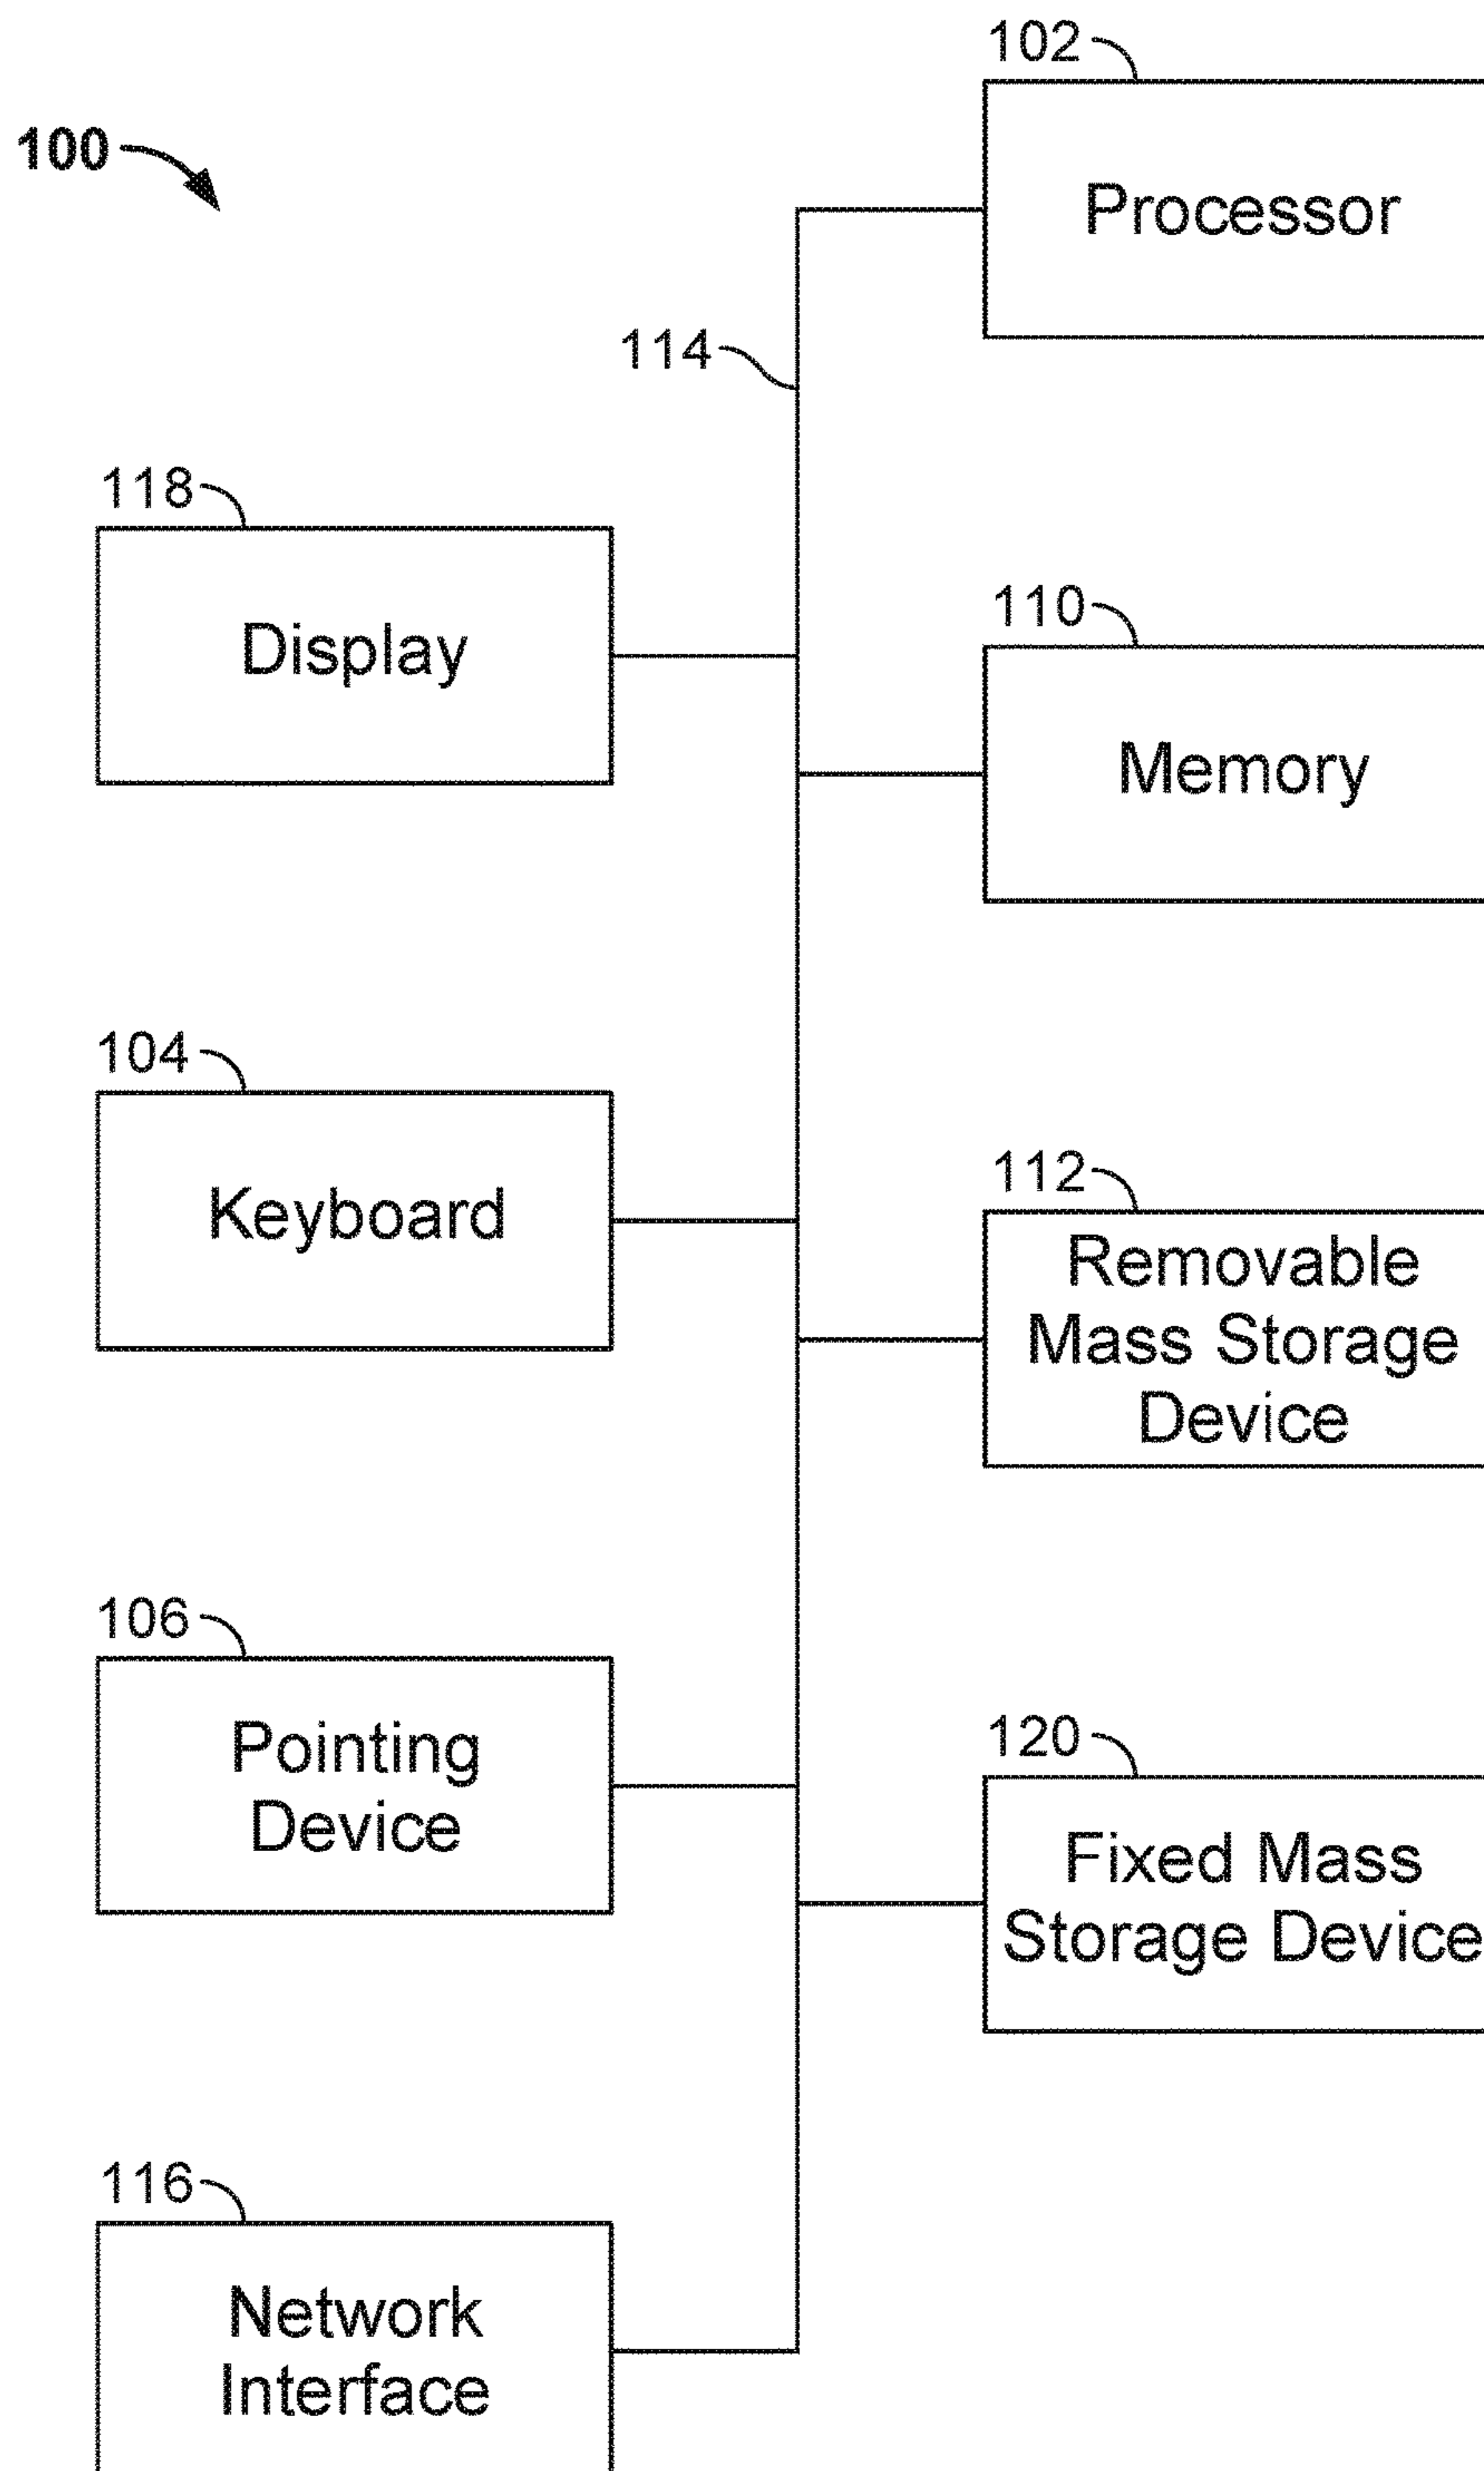 102
100
Processor
114
118
Display
110
Memory
104
Keyboard
112
Removable
Mass Storage
Device
106
Pointing
Device
120
Fixed Mass
Storage Device
116
Network
Interface